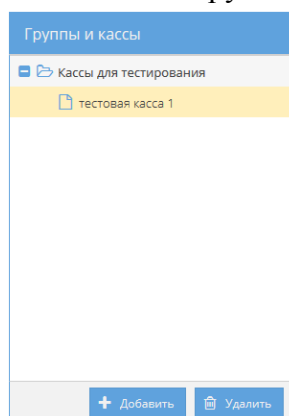 Группы и кассы
Кассы для тестирования
тестовая касса 1
Добавить Удалить